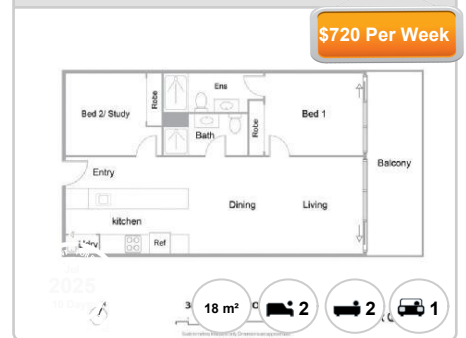 $720 Per Week
Ens
Robe
Bed 2/ Study
Bed 1
Bath
Robe
Balcony
Entry
Dining
Living
kitchen
Ldry
Ref
2025
18 m²
2
2
1